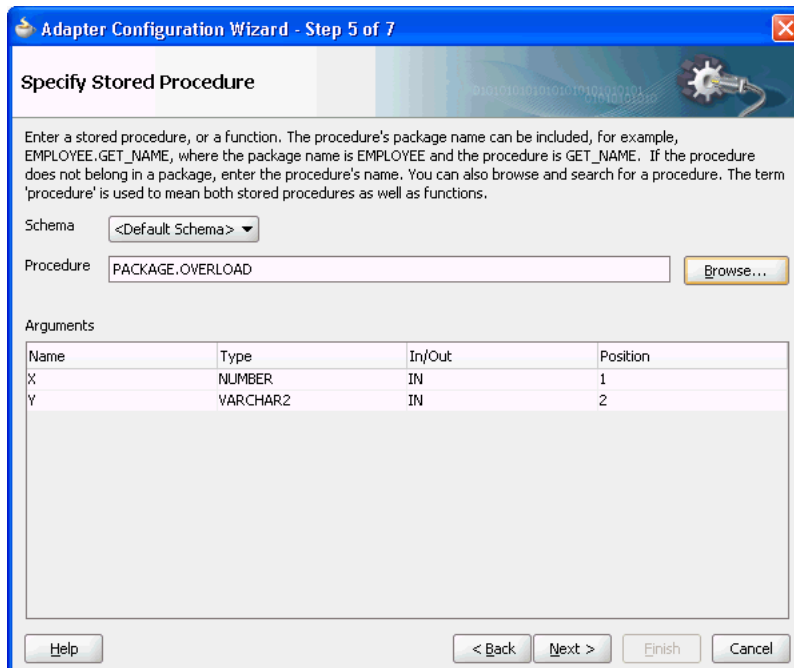 Adapter Configuration Wizard - Step 5 of 7
Specify Stored Procedure
Enter a stored procedure, or a function. The procedure's package name can be included, for example,
EMPLOYEE.GET_NAME, where the package name is EMPLOYEE and the procedure is GET_NAME. If the procedure
does not belong in a package, enter the procedure's name. You can also browse and search for a procedure. The term
'procedure' is used to mean both stored procedures as well as functions.
Schema <Default Schema>
Procedure PACKAGE.OVERLOAD Browse...
Arguments
Name Type In/Out Position
X NUMBER IN 1
Y VARCHAR2 IN 2
Help < Back Next > Finish Cancel